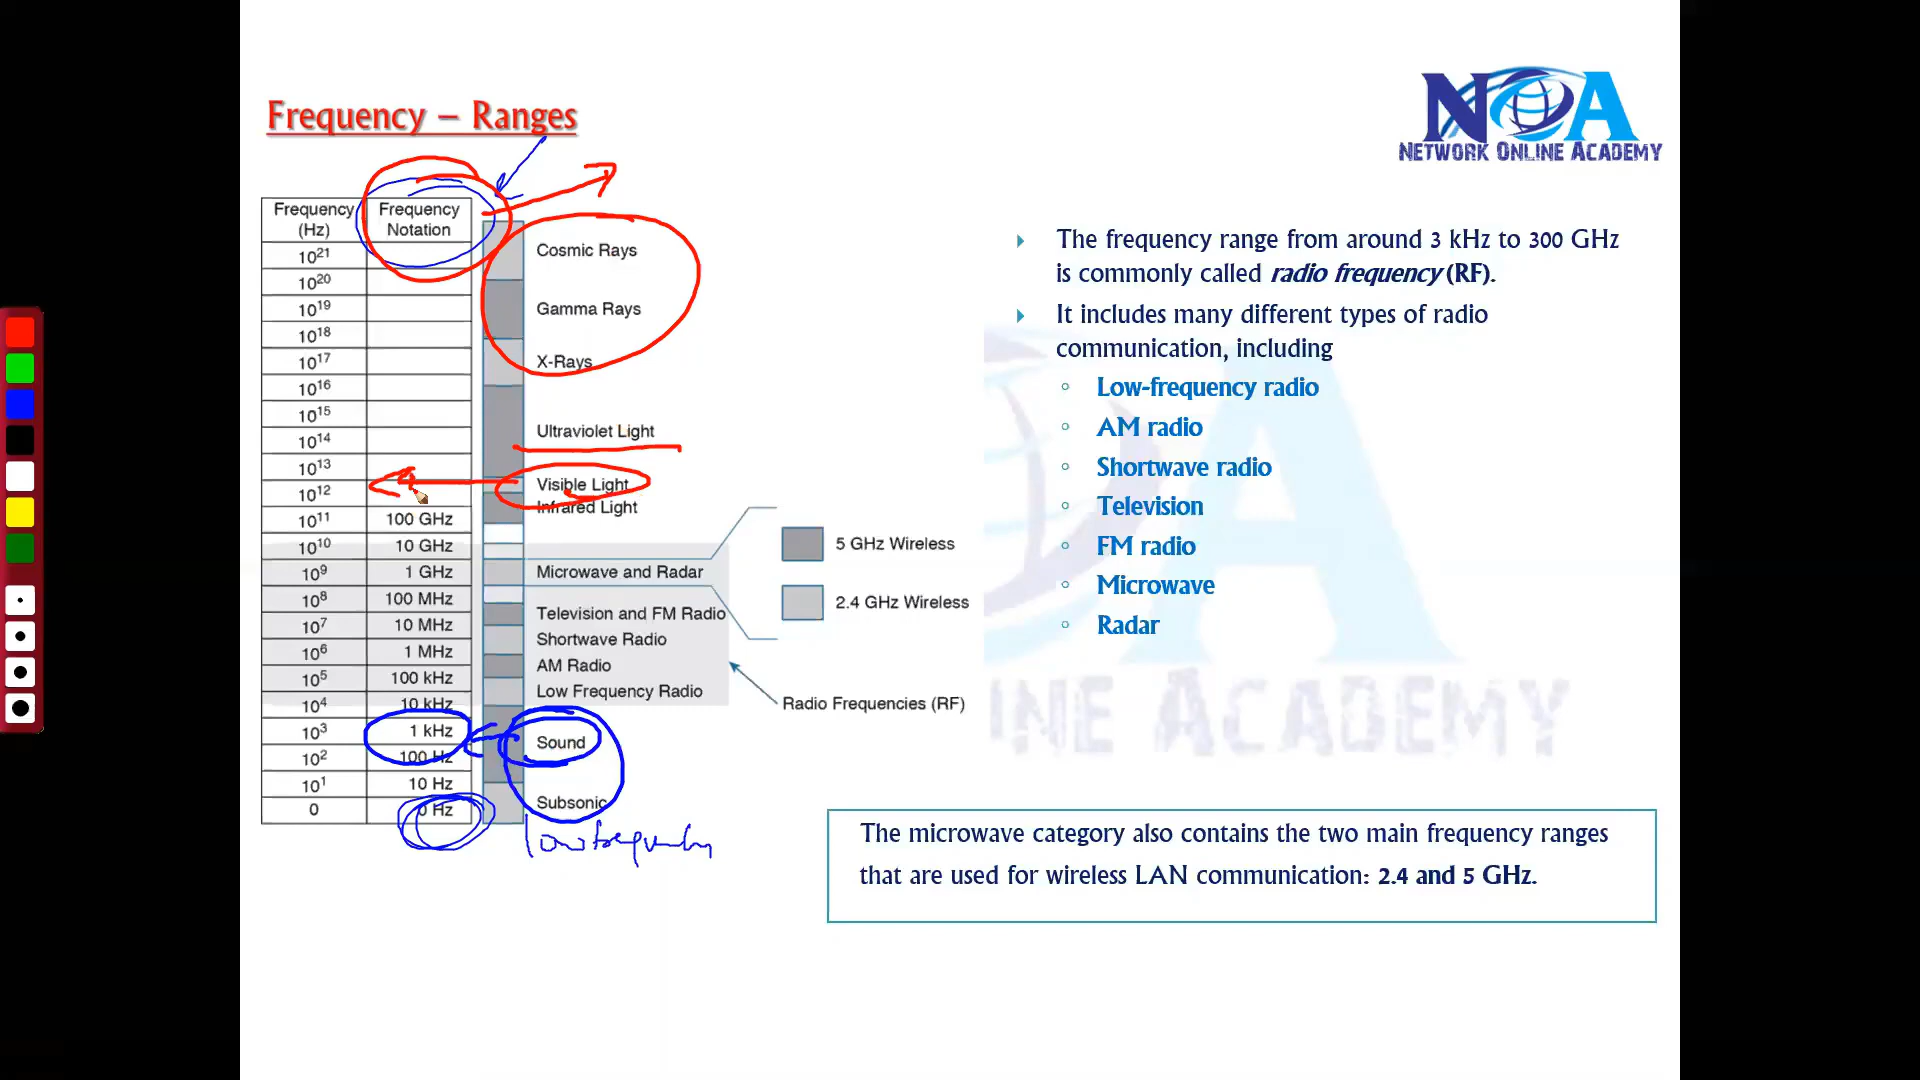 Frequency – Ranges
NOA
NETWORK ONLINE ACADEMY
Frequency (Hz) Frequency Notation
10²¹
10²⁰
10¹⁹
10¹⁸
10¹⁷
10¹⁶
10¹⁵
10¹⁴
10¹³
10¹²
10¹¹ 100 GHz
10¹⁰ 10 GHz
10⁹ 1 GHz
10⁸ 100 MHz
10⁷ 10 MHz
10⁶ 1 MHz
10⁵ 100 kHz
10⁴ 10 kHz
10³ 1 kHz
10² 100 Hz
10¹ 10 Hz
0 0 Hz
Cosmic Rays
Gamma Rays
X-Rays
Ultraviolet Light
Visible Light
Infrared Light
Microwave and Radar
Television and FM Radio
Shortwave Radio
AM Radio
Low Frequency Radio
Sound
Subsonic
5 GHz Wireless
2.4 GHz Wireless
Radio Frequencies (RF)
The frequency range from around 3 kHz to 300 GHz
is commonly called radio frequency (RF).
It includes many different types of radio
communication, including
Low-frequency radio
AM radio
Shortwave radio
Television
FM radio
Microwave
Radar
INE ACADEMY
The microwave category also contains the two main frequency ranges
that are used for wireless LAN communication: 2.4 and 5 GHz.